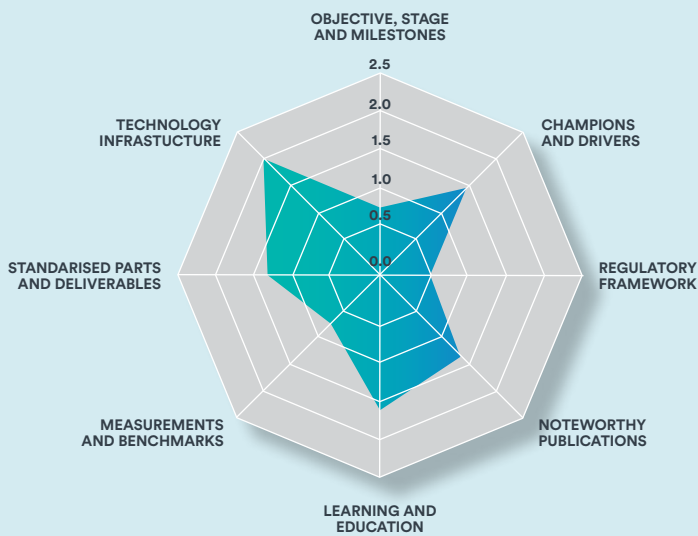 OBJECTIVE, STAGE
AND MILESTONES
2.5
2.0
1.5
1.0
0.5
0.0
TECHNOLOGY
INFRASTUCTURE
CHAMPIONS
AND DRIVERS
STANDARISED PARTS
AND DELIVERABLES
REGULATORY
FRAMEWORK
MEASUREMENTS
AND BENCHMARKS
NOTEWORTHY
PUBLICATIONS
LEARNING AND
EDUCATION